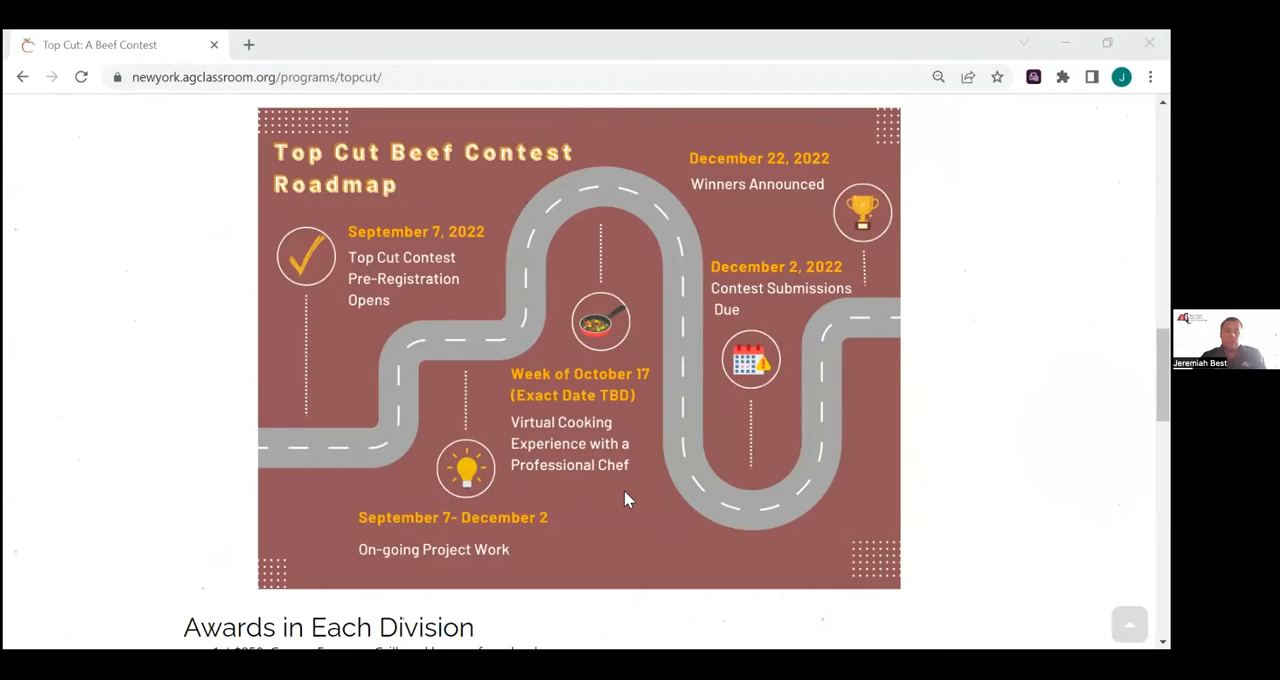 Top Cut: A Beef Contest
newyork.agclassroom.org/programs/topcut/
J
Top Cut Beef Contest
Roadmap
September 7, 2022
Top Cut Contest
Pre-Registration
Opens
September 7- December 2
On-going Project Work
Week of October 17
(Exact Date TBD)
Virtual Cooking
Experience with a
Professional Chef
December 2, 2022
Contest Submissions
Due
December 22, 2022
Winners Announced
Awards in Each Division
Jeremiah Best